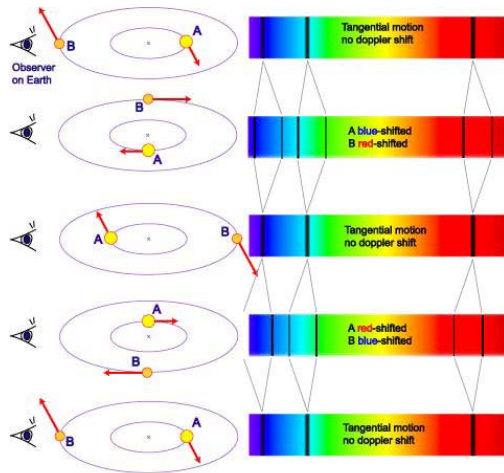 B
A
Observer
on Earth
Tangential motion
no doppler shift
B
A
A blue-shifted
B red-shifted
A
B
Tangential motion
no doppler shift
A
B
A red-shifted
B blue-shifted
B
A
Tangential motion
no doppler shift